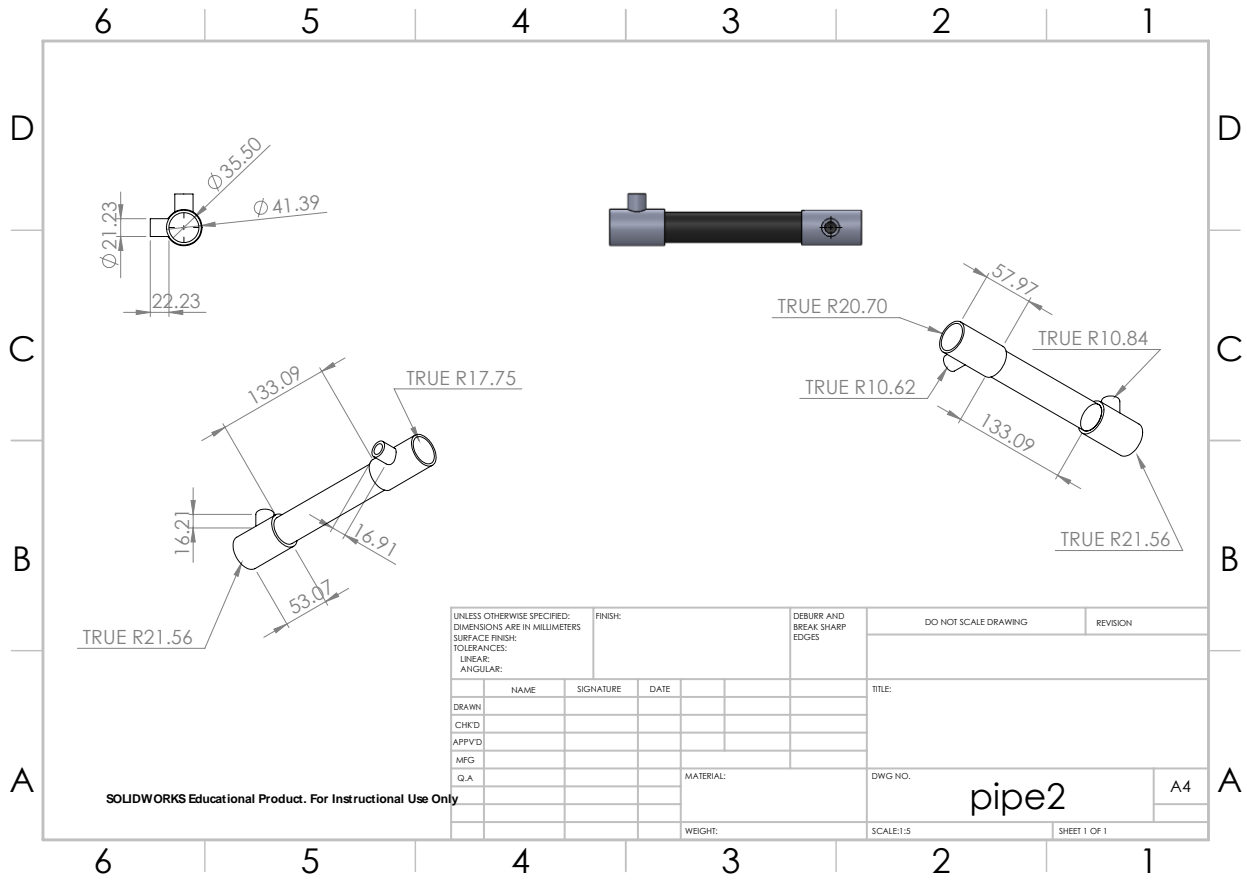 6 5 4 3 2 1
D D
Ø35.50
Ø41.39
Ø21.23
22.23
57.97
TRUE R20.70
TRUE R10.84
C C
TRUE R10.62
133.09
TRUE R17.75
133.09
16.21
16.91
53.07
TRUE R21.56
TRUE R21.56
B B
UNLESS OTHERWISE SPECIFIED:
DIMENSIONS ARE IN MILLIMETERS
SURFACE FINISH:
TOLERANCES:
LINEAR:
ANGULAR:
FINISH:
DEBURR AND
BREAK SHARP
EDGES
DO NOT SCALE DRAWING
REVISION
NAME SIGNATURE DATE
TITLE:
DRAWN
CHK'D
APPV'D
MFG
Q.A
MATERIAL:
DWG NO.
A A
SOLIDWORKS Educational Product. For Instructional Use Only
pipe2
A4
WEIGHT:
SCALE:1:5
SHEET 1 OF 1
6 5 4 3 2 1